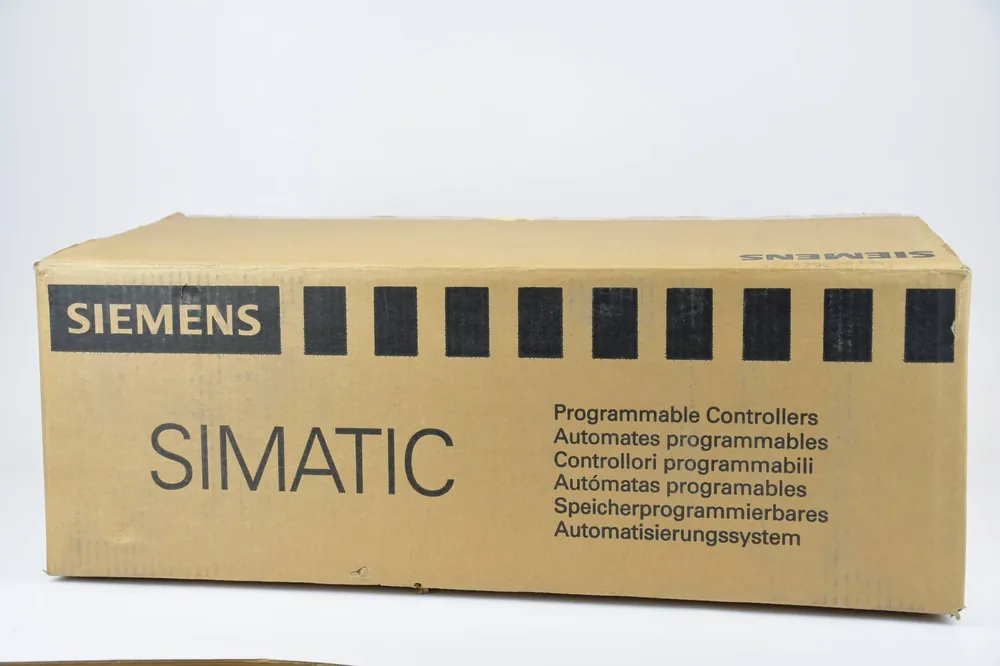 SIEMENS
SIEMENS
SIMATIC
Programmable Controllers
Automates programmables
Controllori programmabili
Autómatas programables
Speicherprogrammierbares
Automatisierungssystem